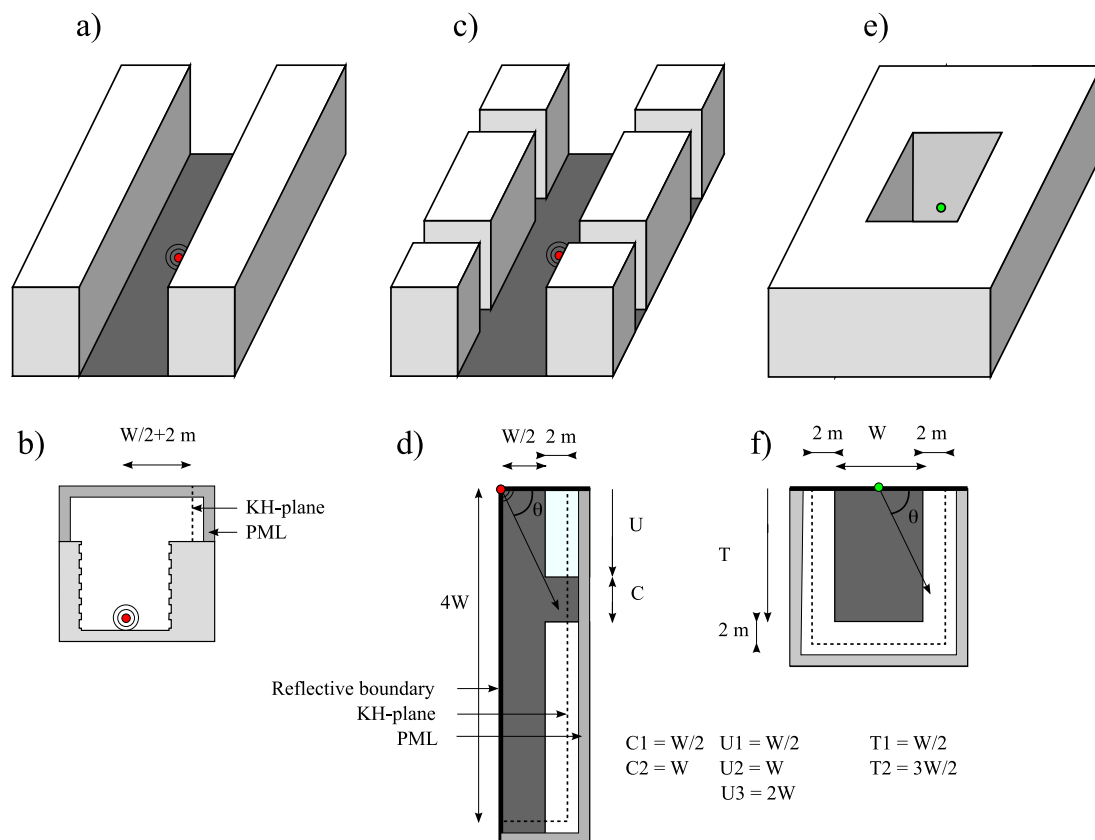 a)
c)
e)
b)
W/2+2 m
KH-plane
PML
d)
W/2
2 m
θ
U
C
4W
Reflective boundary
KH-plane
PML
f)
2 m
W
2 m
θ
T
2 m
C1 = W/2 U1 = W/2 T1 = W/2
C2 = W U2 = W T2 = 3W/2
U3 = 2W